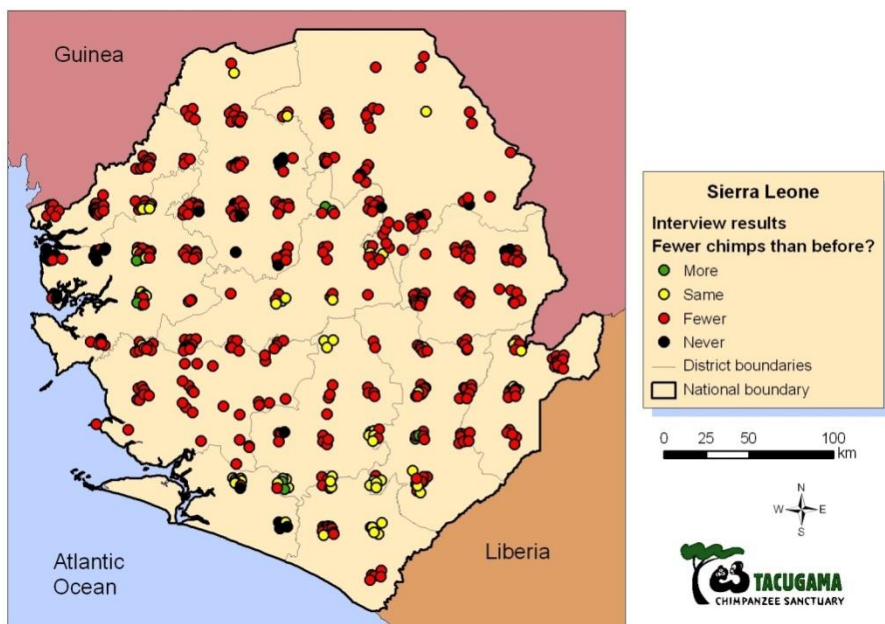 Guinea
Sierra Leone
Interview results
Fewer chimps than before?
More
Same
Fewer
Never
District boundaries
National boundary
0 25 50 100
km
N
W E
S
Atlantic
Ocean
Liberia
TACUGAMA
CHIMPANZEE SANCTUARY